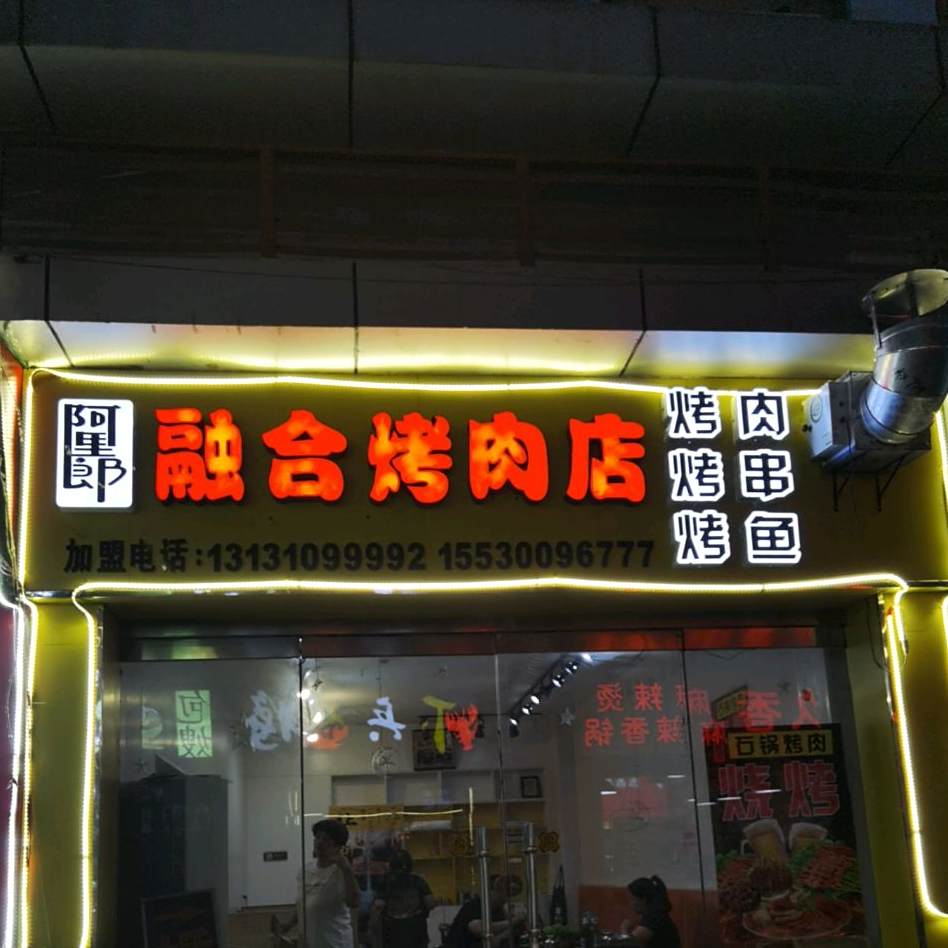 阿里郎
融合烤肉店
烤肉
烤串
烤鱼
加盟电话:13131099992 15530096777
麻辣烫
麻辣香锅
石锅烤肉
烧烤